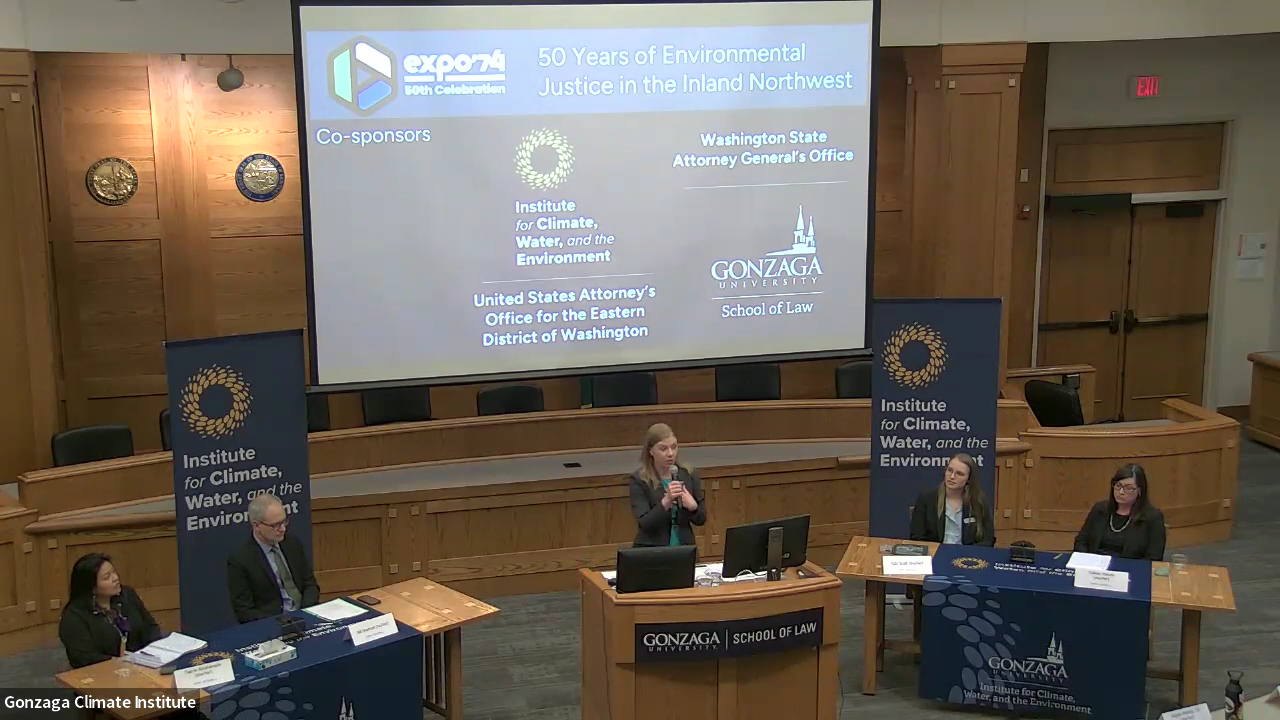 expo'74
50th Celebration
50 Years of Environmental
Justice in the Inland Northwest
Co-sponsors
Institute
for Climate,
Water, and the
Environment
United States Attorney's
Office for the Eastern
District of Washington
Washington State
Attorney General's Office
GONZAGA
UNIVERSITY
School of Law
EXIT
Institute
for Climate,
Water, and the
Environment
Institute
for Climate,
Water, and the
Environment
GONZAGA
UNIVERSITY
SCHOOL OF LAW
GONZAGA
UNIVERSITY
Institute for Climate,
Water, and the Environment
Gonzaga Climate Institute